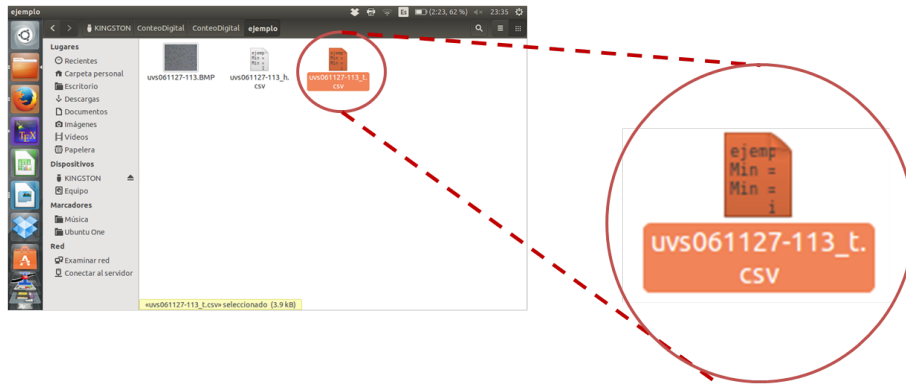 ejemplo
Es (2:23, 62 %) 23:35
KINGSTON ConteoDigital ConteoDigital ejemplo
Lugares
Recientes
Carpeta personal
Escritorio
Descargas
Documentos
Imágenes
Vídeos
Papelera
Dispositivos
KINGSTON
Equipo
Marcadores
Música
Ubuntu One
Red
Examinar red
Conectar al servidor
uvs061127-113.BMP
uvs061127-113_h.
csv
uvs061127-113_t.
csv
«uvs061127-113_t.csv» seleccionado (3.9 kB)
ejemp
Min =
Min =
i
uvs061127-113_t.
csv